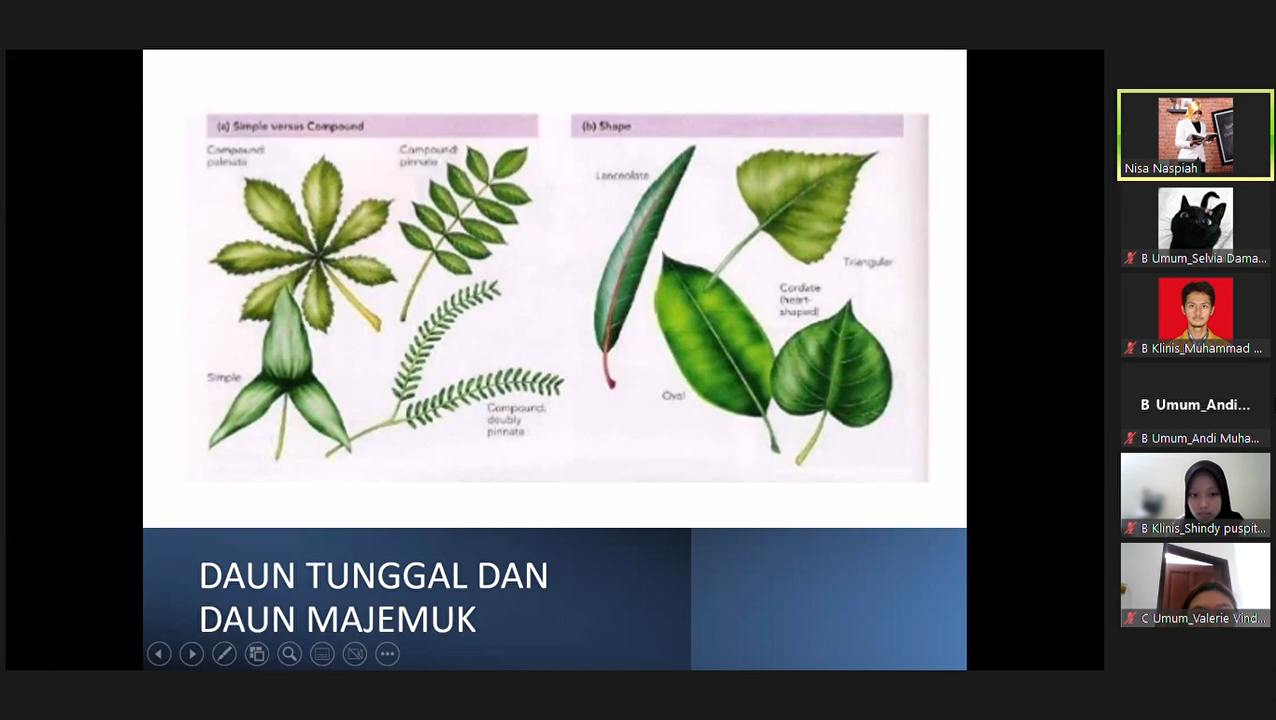 (a) Simple versus Compound
Compound:
palmate
Compound:
pinnate
Simple
Compound:
doubly
pinnate
(b) Shape
Lanceolate
Triangular
Cordate
(heart-
shaped)
Oval
DAUN TUNGGAL DAN
DAUN MAJEMUK
Nisa Naspiah
B Umum_Selvia Dama...
B Klinis_Muhammad ...
B Umum_Andi...
B Umum_Andi Muha...
B Klinis_Shindy puspit...
C Umum_Valerie Vind...